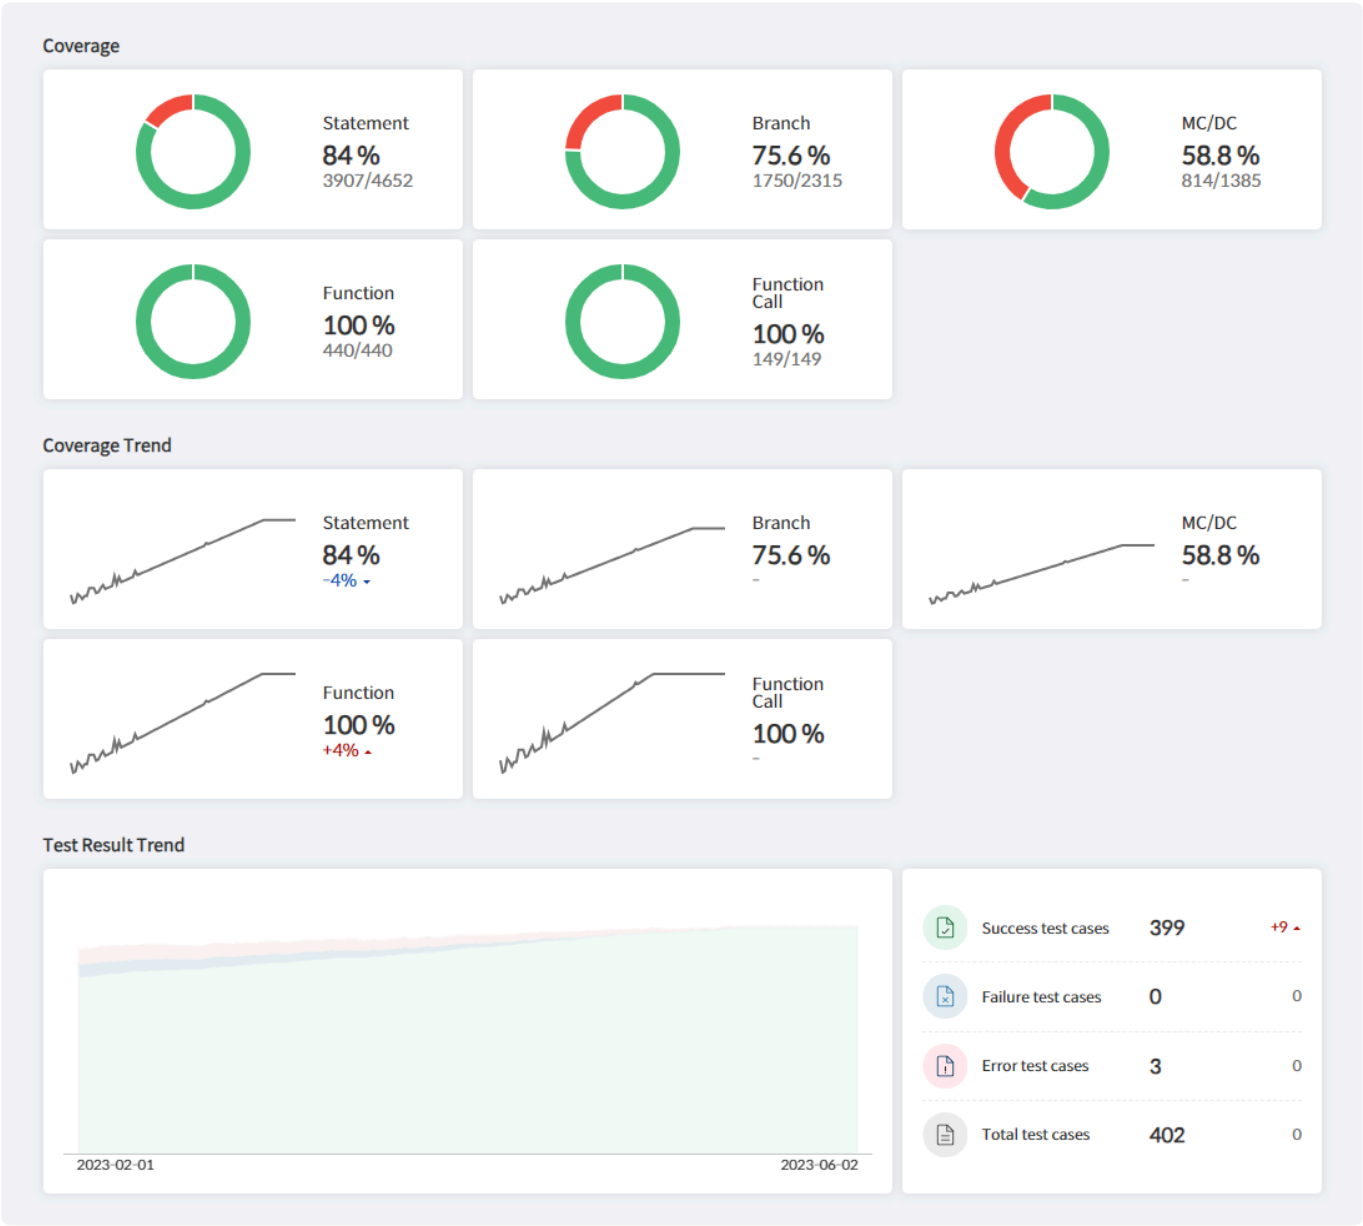 Coverage
Statement
84 %
3907/4652
Branch
75.6 %
1750/2315
MC/DC
58.8 %
814/1385
Function
100 %
440/440
Function
Call
100 %
149/149
Coverage Trend
Statement
84 %
-4%
Branch
75.6 %
-
MC/DC
58.8 %
-
Function
100 %
+4%
Function
Call
100 %
-
Test Result Trend
2023-02-01
2023-06-02
Success test cases 399 +9
Failure test cases 0 0
Error test cases 3 0
Total test cases 402 0